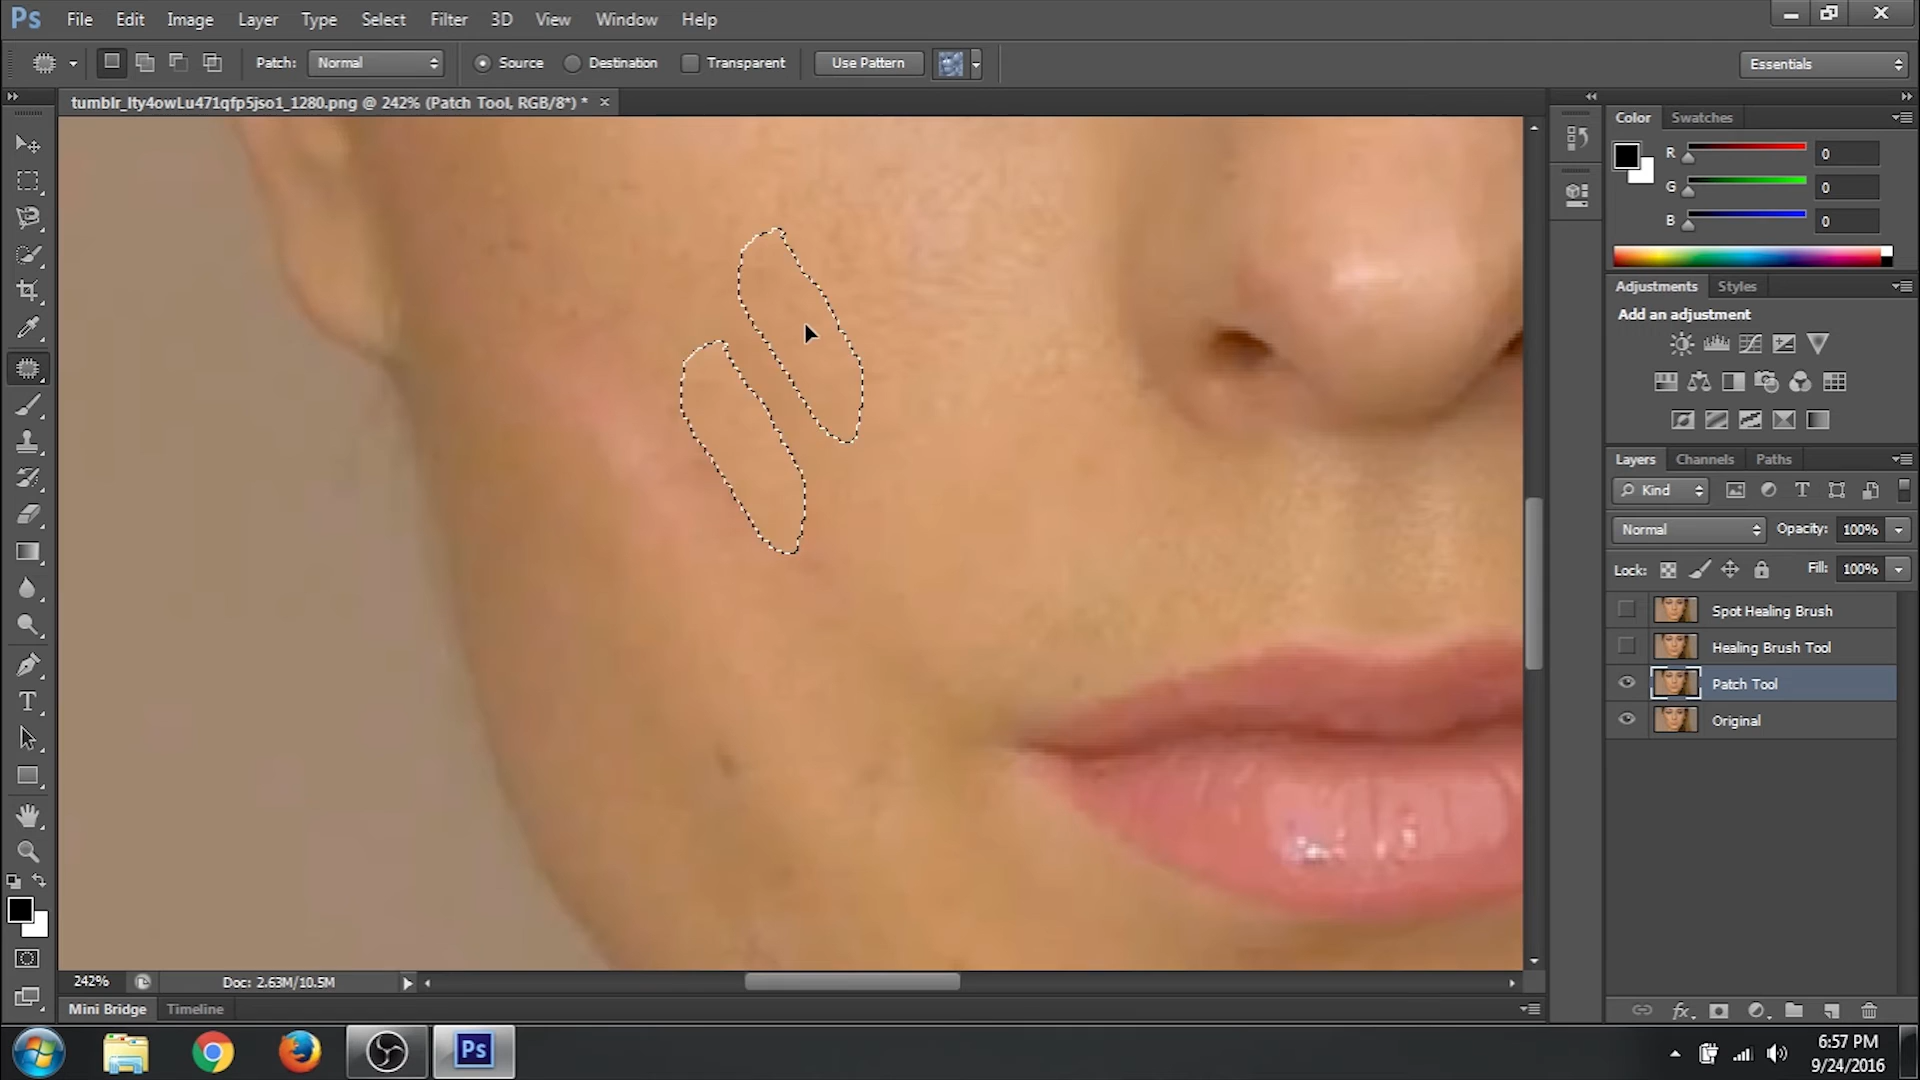 Ps File Edit Image Layer Type Select Filter 3D View Window Help
Patch: Normal Source Destination Transparent Use Pattern Essentials
tumblr_lty4owLu471qfp5jso1_1280.png @ 242% (Patch Tool, RGB/8*) * ×
Color Swatches
R 0
G 0
B 0
Adjustments Styles
Add an adjustment
Layers Channels Paths
Kind
Normal Opacity: 100%
Lock: Fill: 100%
Spot Healing Brush
Healing Brush Tool
Patch Tool
Original
242% Doc: 2.63M/10.5M
Mini Bridge Timeline
fx.
Ps
6:57 PM
9/24/2016